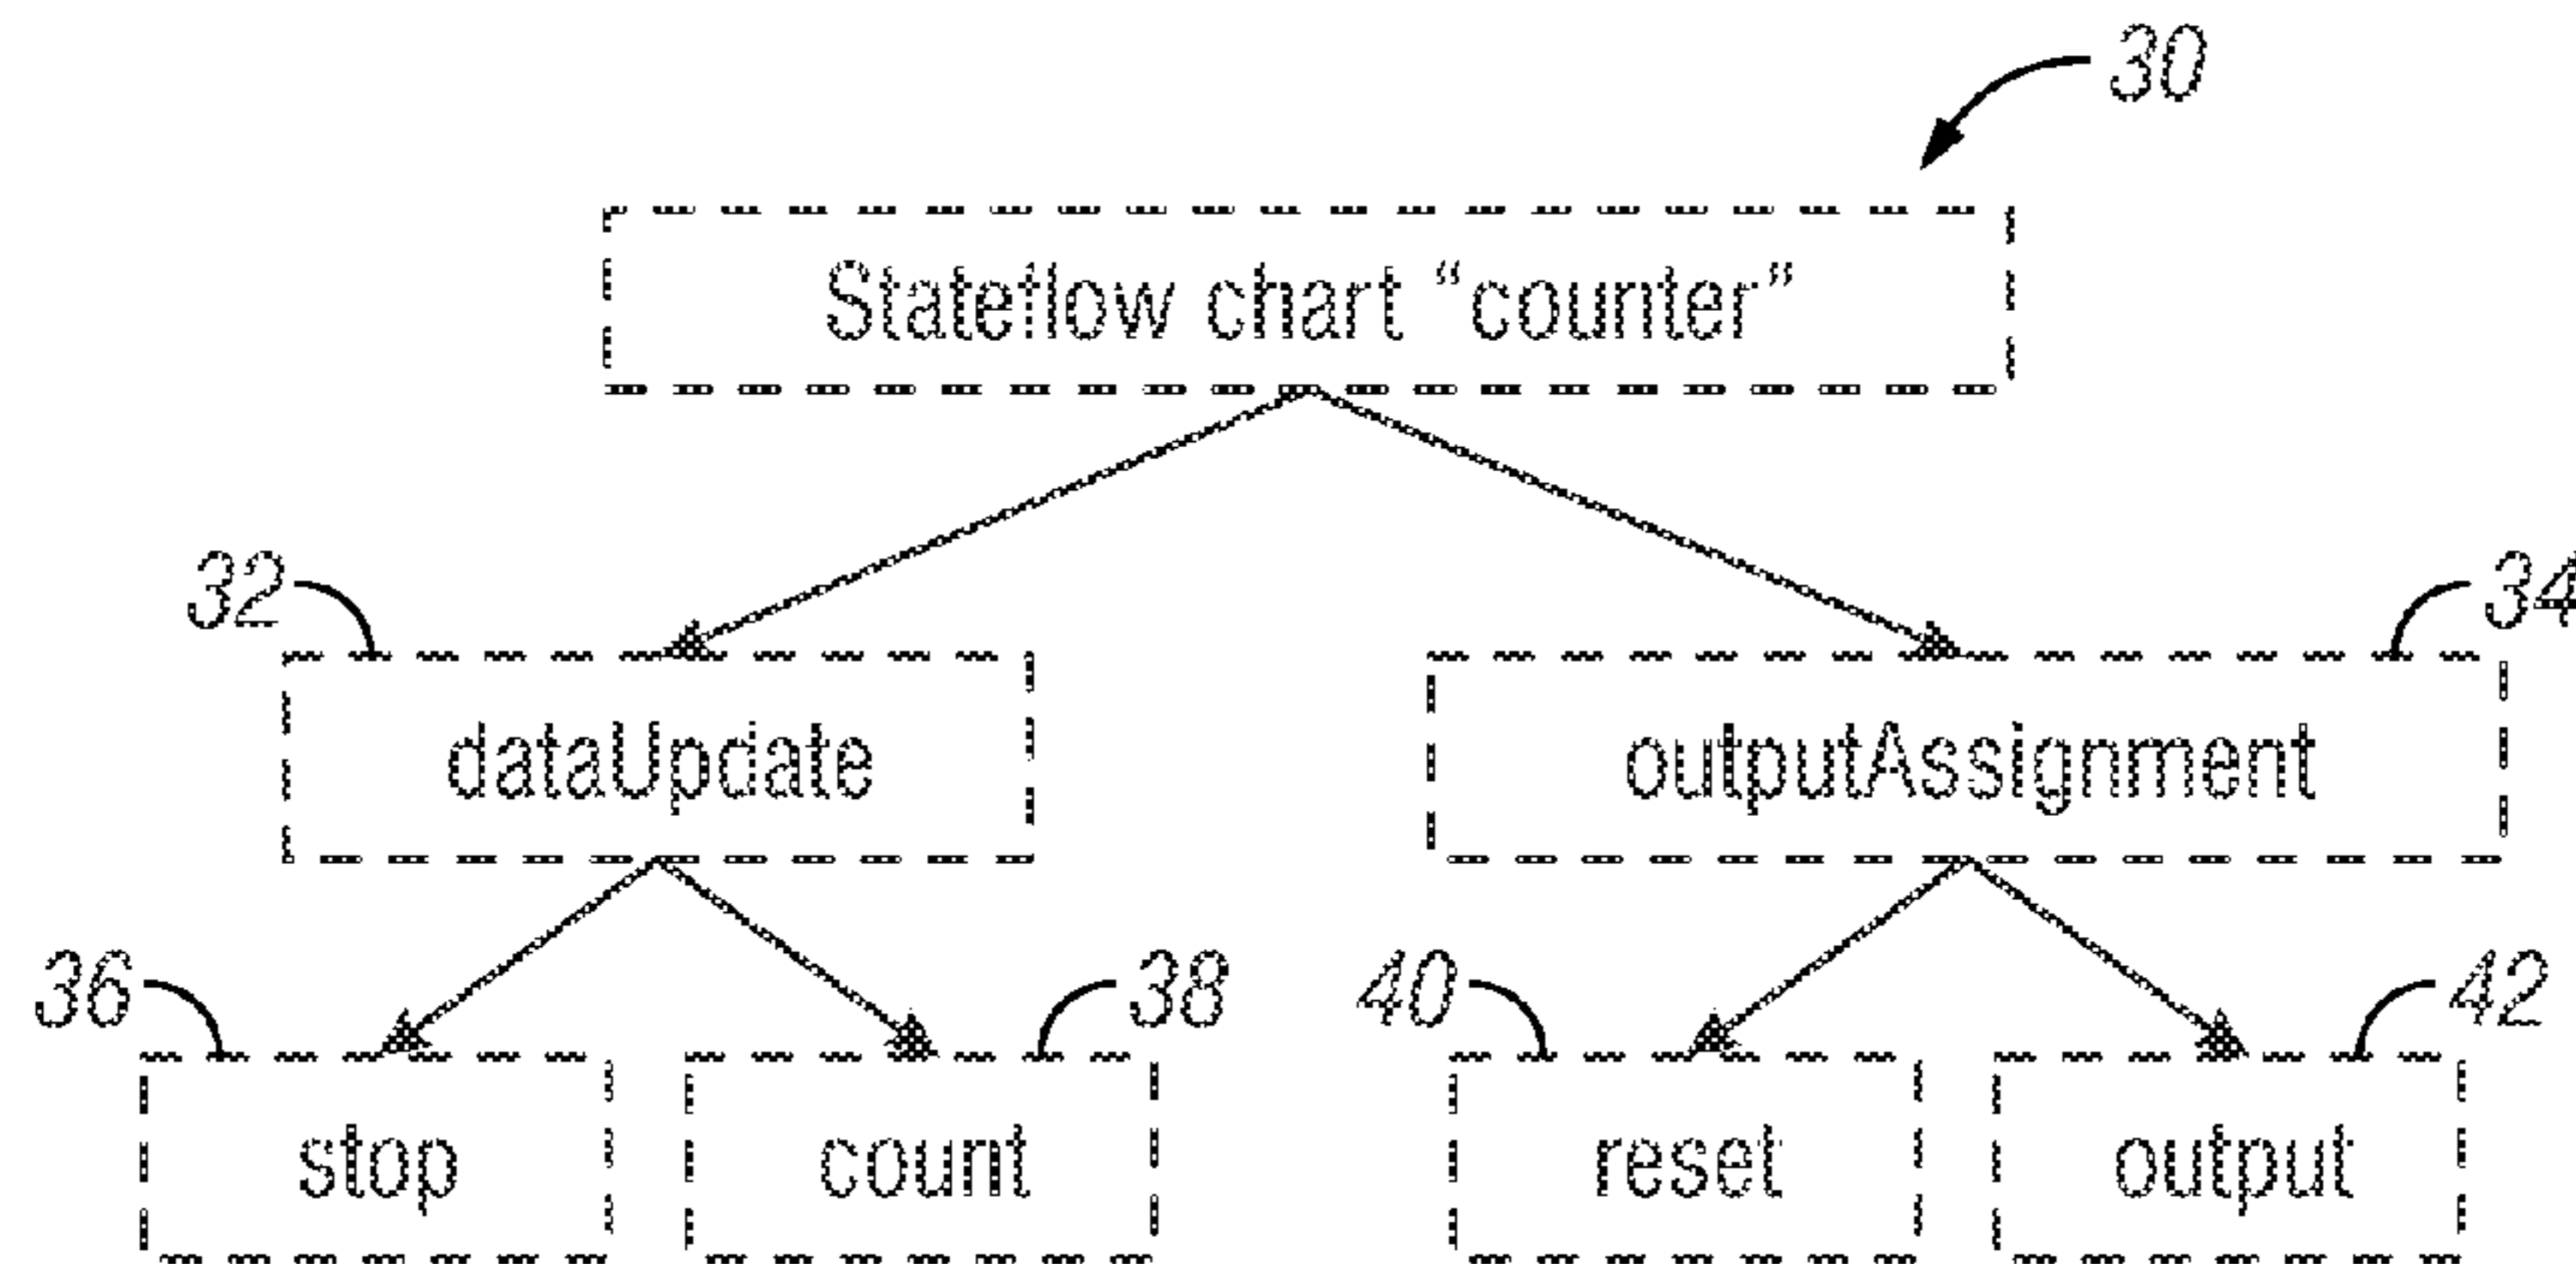 30
Stateflow chart “counter”
32
34
dataUpdate
outputAssignment
36
38
40
42
stop
count
reset
output